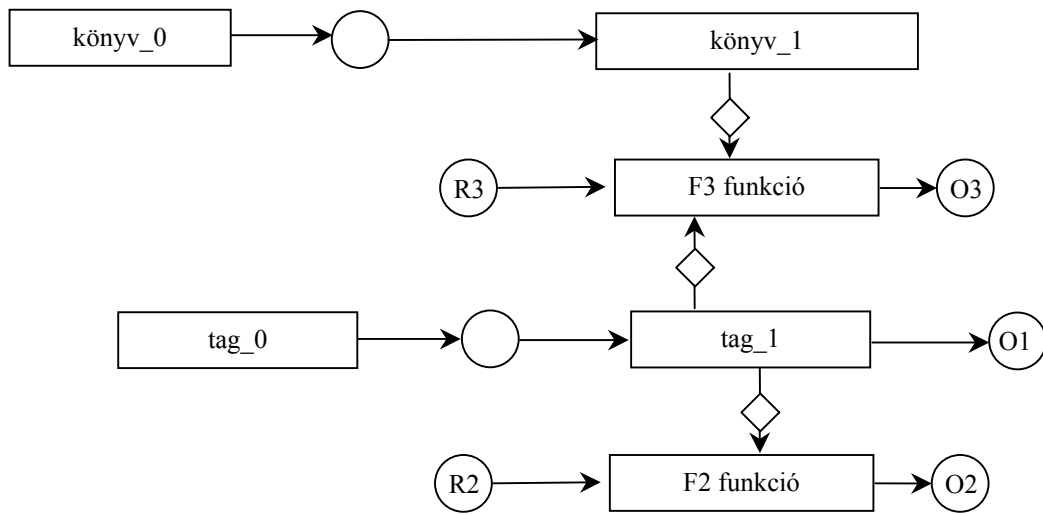 könyv_0
könyv_1
R3
F3 funkció
O3
tag_0
tag_1
O1
R2
F2 funkció
O2